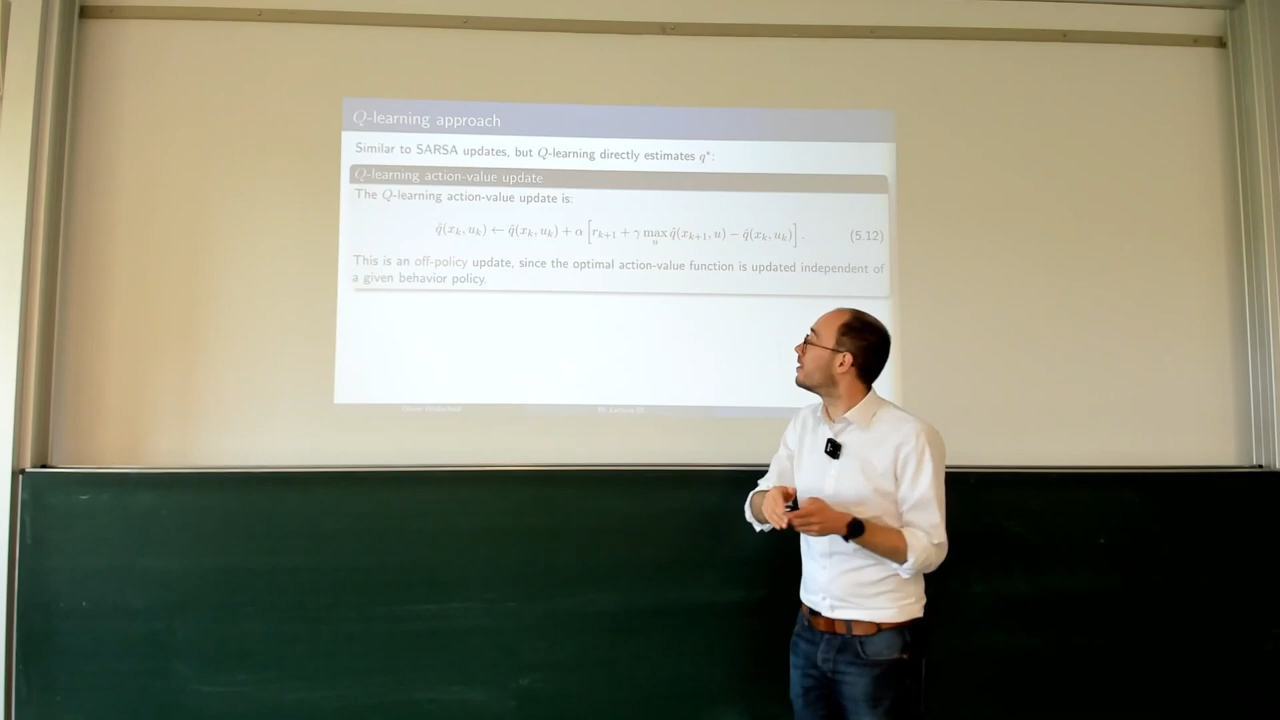 Q-learning approach
Similar to SARSA updates, but Q-learning directly estimates q*:
Q-learning action-value update
The Q-learning action-value update is:
q̂(x_k, u_k) ← q̂(x_k, u_k) + α [r_{k+1} + γ max_u q̂(x_{k+1}, u) − q̂(x_k, u_k)] . (5.12)
This is an off-policy update, since the optimal action-value function is updated independent of
a given behavior policy.